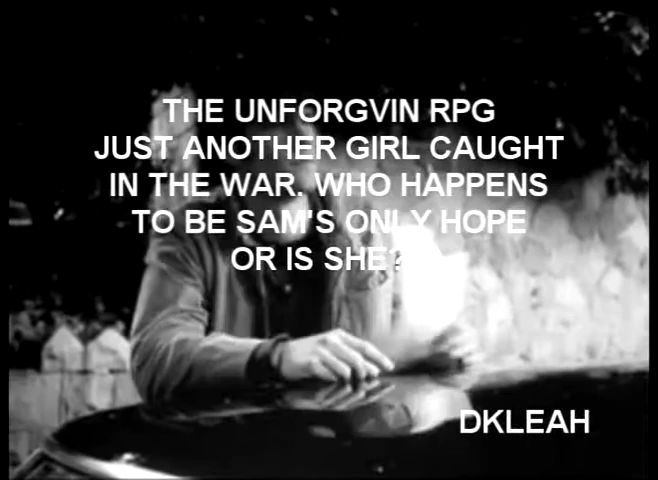 THE UNFORGVIN RPG
JUST ANOTHER GIRL CAUGHT
IN THE WAR. WHO HAPPENS
TO BE SAM'S ONLY HOPE
OR IS SHE?
DKLEAH